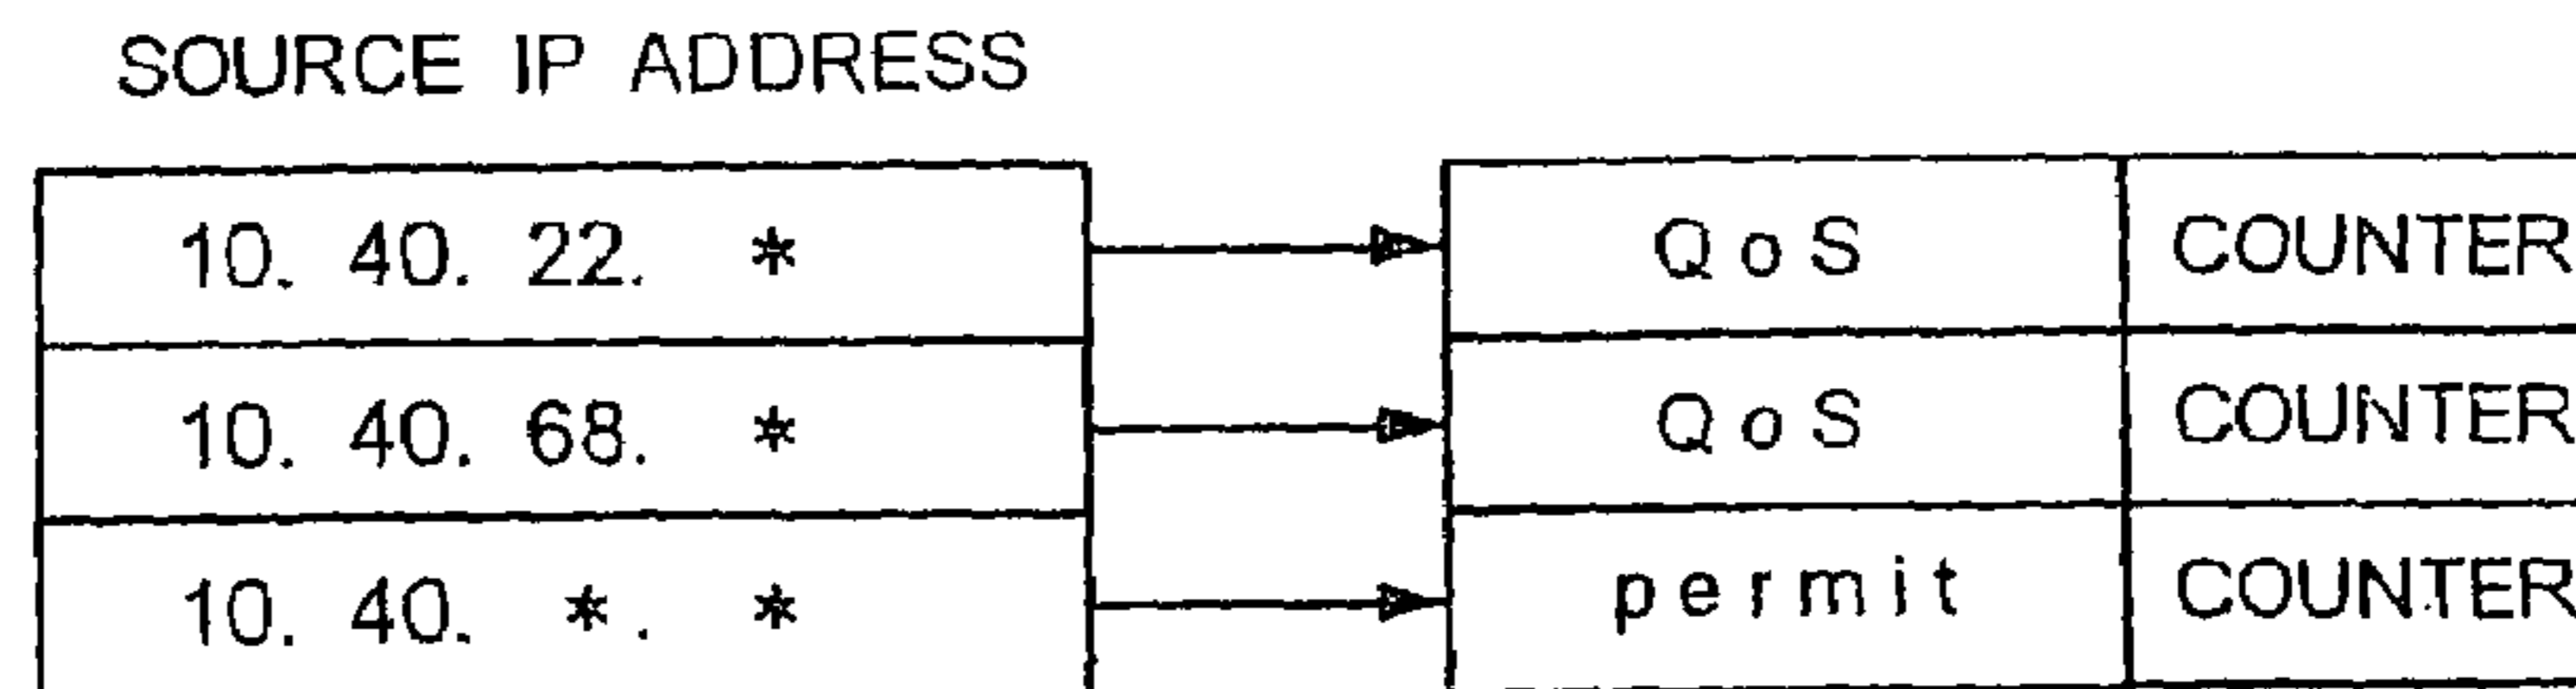 SOURCE IP ADDRESS
10. 40. 22. * QoS COUNTER
10. 40. 68. * QoS COUNTER
10. 40. *. * permit COUNTER